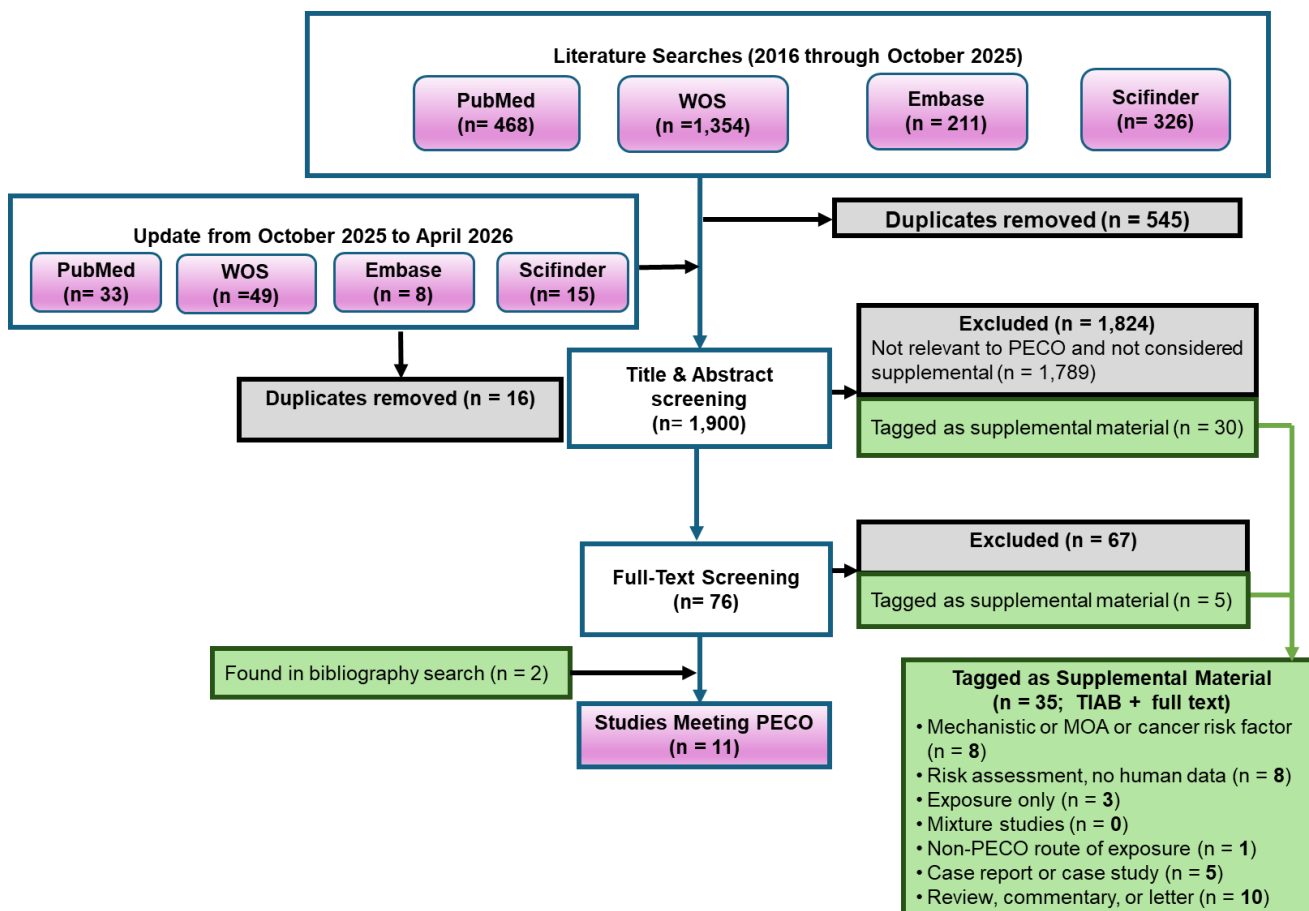 Literature Searches (2016 through October 2025)
PubMed
(n= 468)
WOS
(n =1,354)
Embase
(n = 211)
Scifinder
(n= 326)
Duplicates removed (n = 545)
Update from October 2025 to April 2026
PubMed
(n= 33)
WOS
(n =49)
Embase
(n = 8)
Scifinder
(n= 15)
Duplicates removed (n = 16)
Title & Abstract
screening
(n= 1,900)
Excluded (n = 1,824)
Not relevant to PECO and not considered
supplemental (n = 1,789)
Tagged as supplemental material (n = 30)
Full-Text Screening
(n= 76)
Excluded (n = 67)
Tagged as supplemental material (n = 5)
Found in bibliography search (n = 2)
Studies Meeting PECO
(n = 11)
Tagged as Supplemental Material
(n = 35; TIAB + full text)
• Mechanistic or MOA or cancer risk factor
(n = 8)
• Risk assessment, no human data (n = 8)
• Exposure only (n = 3)
• Mixture studies (n = 0)
• Non-PECO route of exposure (n = 1)
• Case report or case study (n = 5)
• Review, commentary, or letter (n = 10)